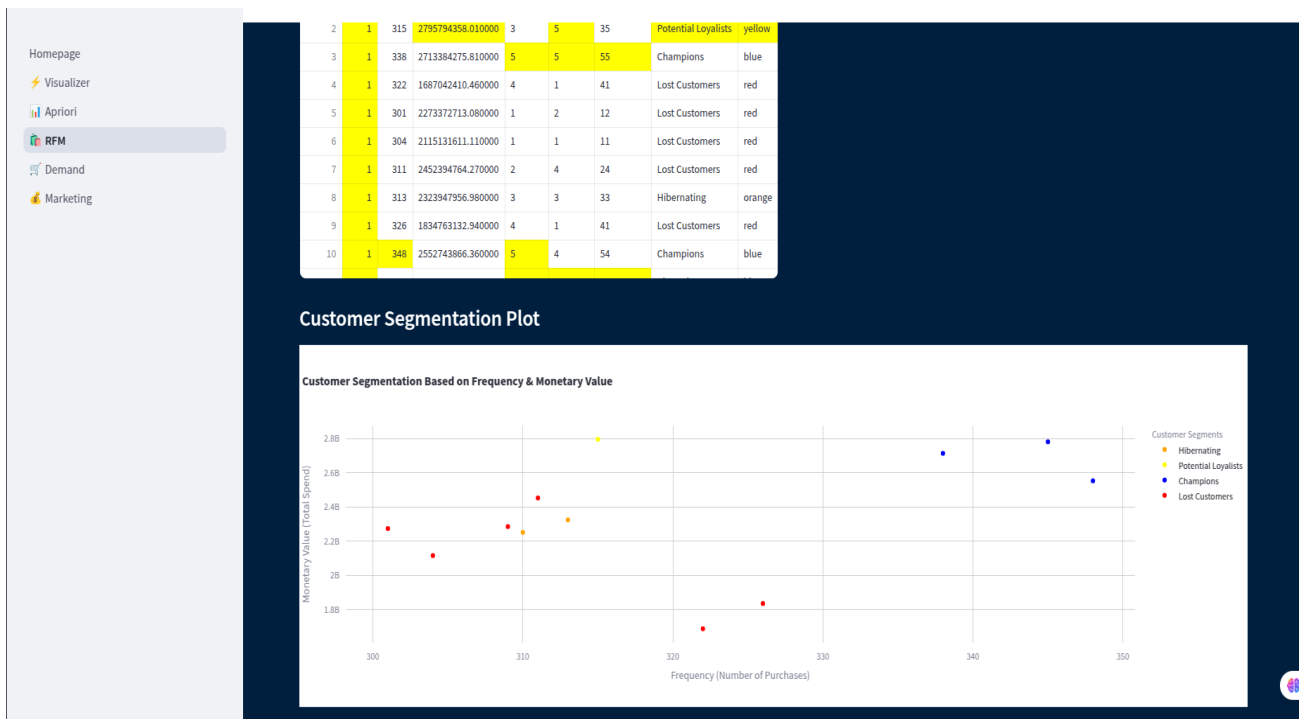 Homepage
⚡ Visualizer
📊 Apriori
🛍️ RFM
🛒 Demand
💰 Marketing
2 1 315 2795794358.010000 3 5 35 Potential Loyalists yellow
3 1 338 2713384275.810000 5 5 55 Champions blue
4 1 322 1687042410.460000 4 1 41 Lost Customers red
5 1 301 2273372713.080000 1 2 12 Lost Customers red
6 1 304 2115131611.110000 1 1 11 Lost Customers red
7 1 311 2452394764.270000 2 4 24 Lost Customers red
8 1 313 2323947956.980000 3 3 33 Hibernating orange
9 1 326 1834763132.940000 4 1 41 Lost Customers red
10 1 348 2552743866.360000 5 4 54 Champions blue
Customer Segmentation Plot
Customer Segmentation Based on Frequency & Monetary Value
Monetary Value (Total Spend)
2.8B
2.6B
2.4B
2.2B
2B
1.8B
300 310 320 330 340 350
Frequency (Number of Purchases)
Customer Segments
Hibernating
Potential Loyalists
Champions
Lost Customers